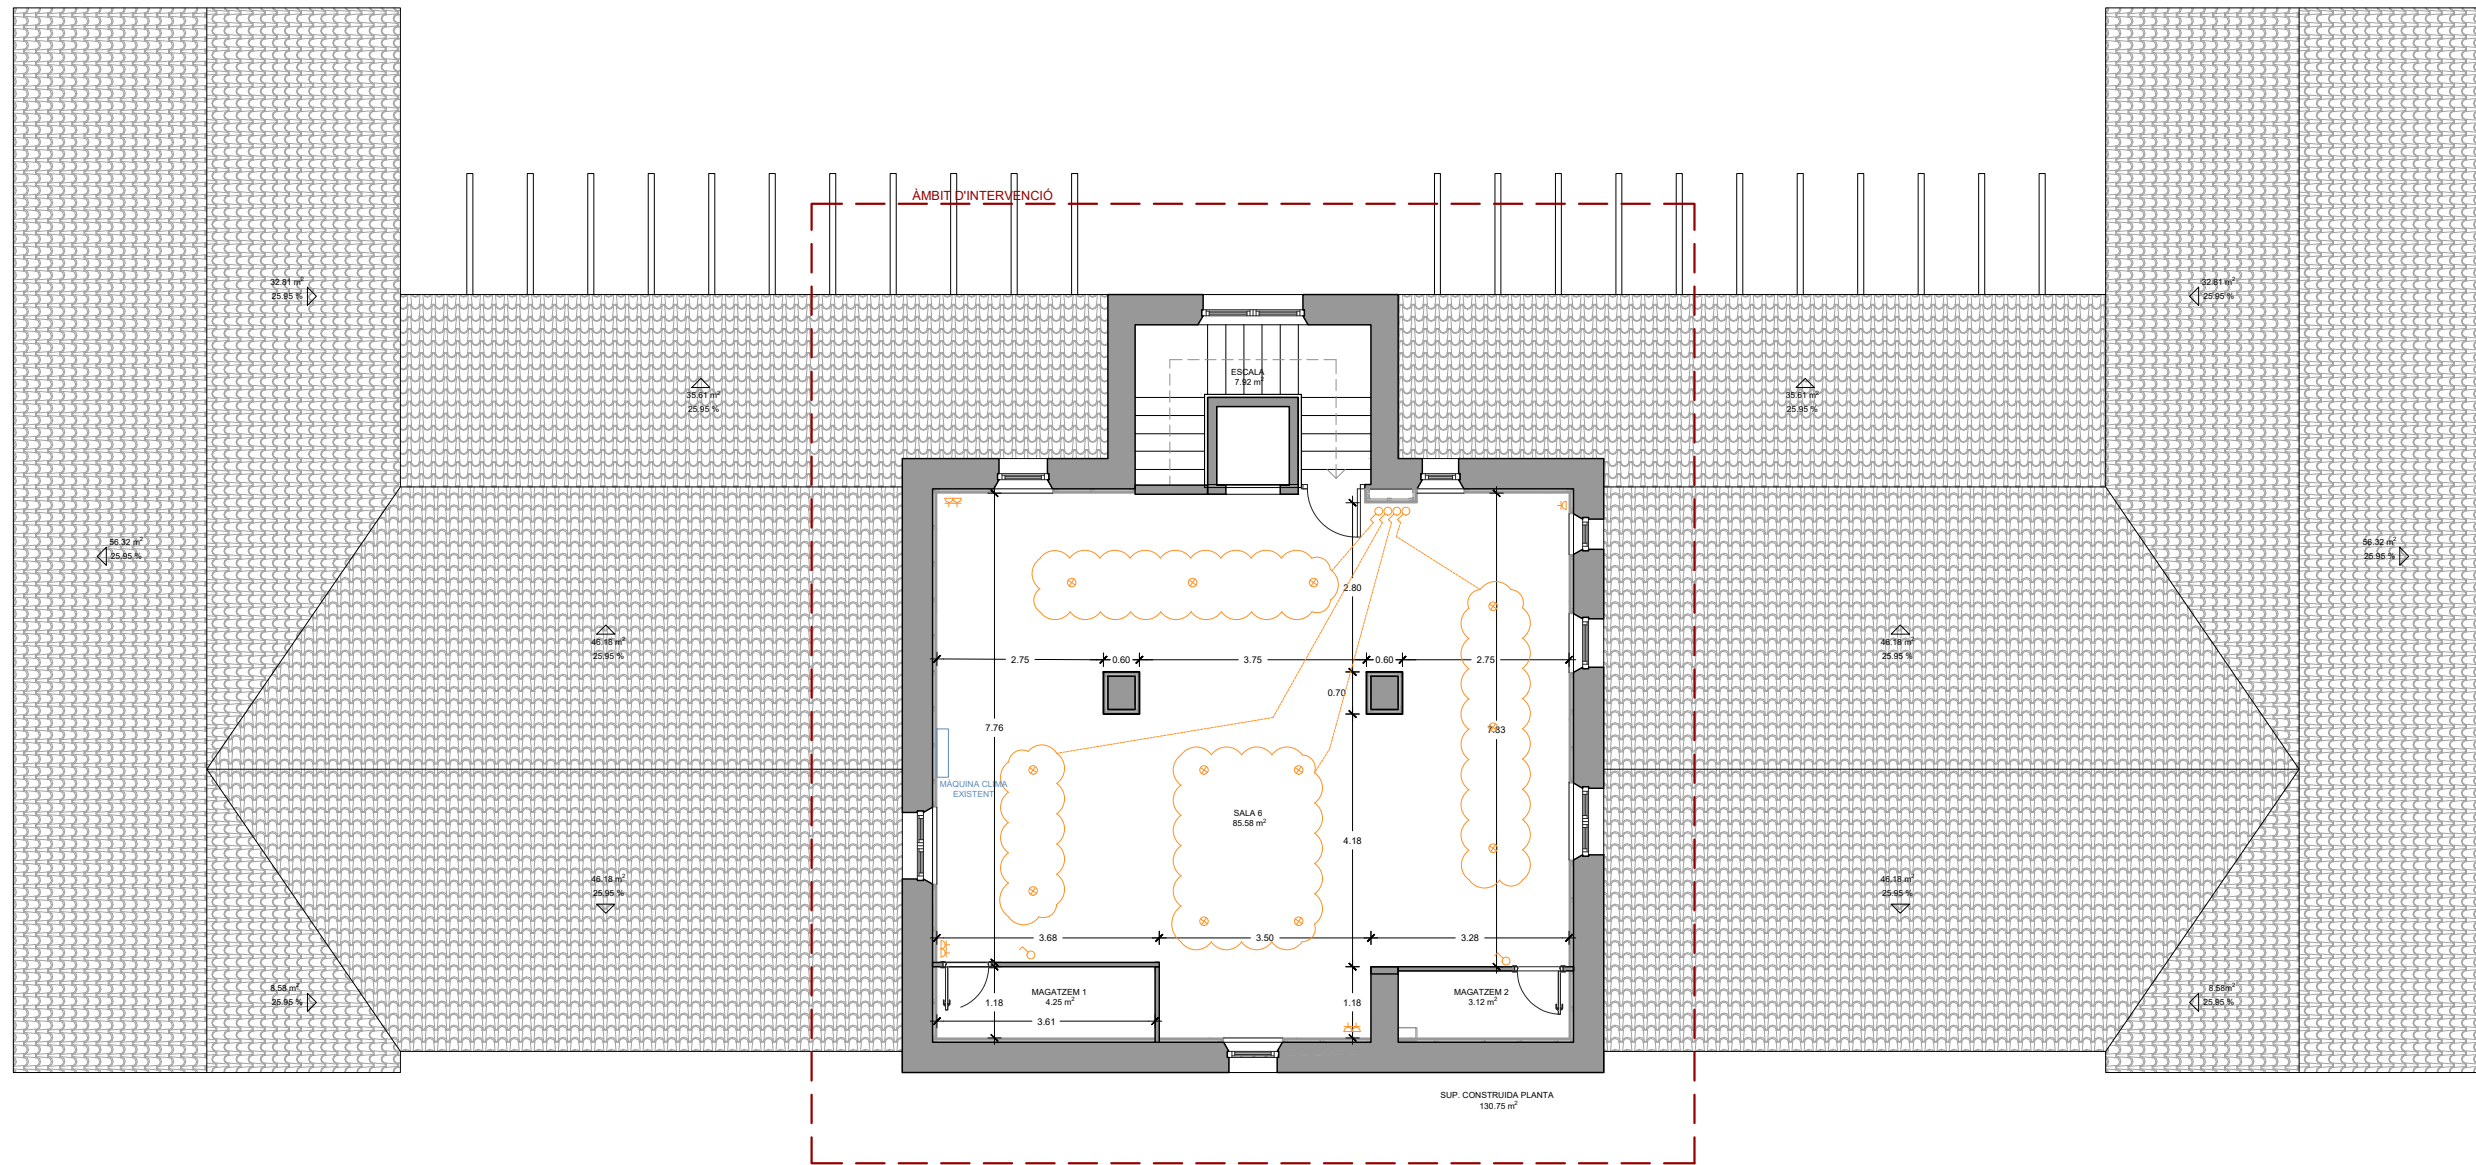 ÀMBIT D'INTERVENCIÓ
32.81 m²
25.95 %
32.81 m²
25.95 %
ESCALA
7.92 m²
35.61 m²
25.95 %
35.61 m²
25.95 %
56.32 m²
25.95 %
56.32 m²
25.95 %
2.80
46.18 m²
25.95 %
46.18 m²
25.95 %
2.75
0.60
3.75
0.60
2.75
0.70
7.76
7.83
MÀQUINA CLIMA
EXISTENT
SALA 6
85.58 m²
4.18
46.18 m²
25.95 %
46.18 m²
25.95 %
3.68
3.50
3.28
8.58 m²
25.95 %
MAGATZEM 1
4.25 m²
1.18
3.61
1.18
MAGATZEM 2
3.12 m²
8.58m²
25.95 %
SUP. CONSTRUIDA PLANTA
130.75 m²